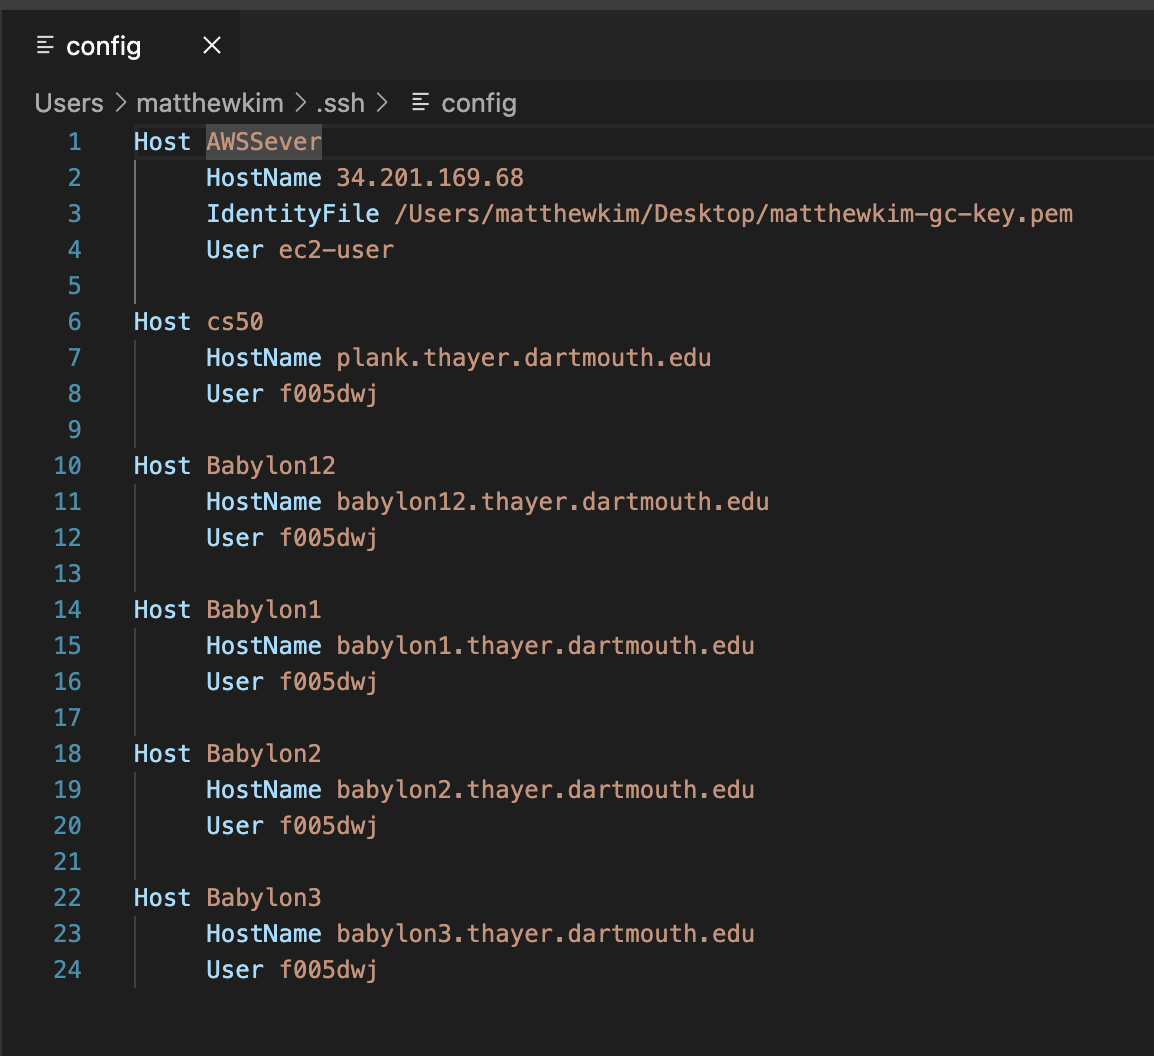 config
Users > matthewkim > .ssh > config
1 Host AWSSever
2 HostName 34.201.169.68
3 IdentityFile /Users/matthewkim/Desktop/matthewkim-gc-key.pem
4 User ec2-user
5
6 Host cs50
7 HostName plank.thayer.dartmouth.edu
8 User f005dwj
9
10 Host Babylon12
11 HostName babylon12.thayer.dartmouth.edu
12 User f005dwj
13
14 Host Babylon1
15 HostName babylon1.thayer.dartmouth.edu
16 User f005dwj
17
18 Host Babylon2
19 HostName babylon2.thayer.dartmouth.edu
20 User f005dwj
21
22 Host Babylon3
23 HostName babylon3.thayer.dartmouth.edu
24 User f005dwj